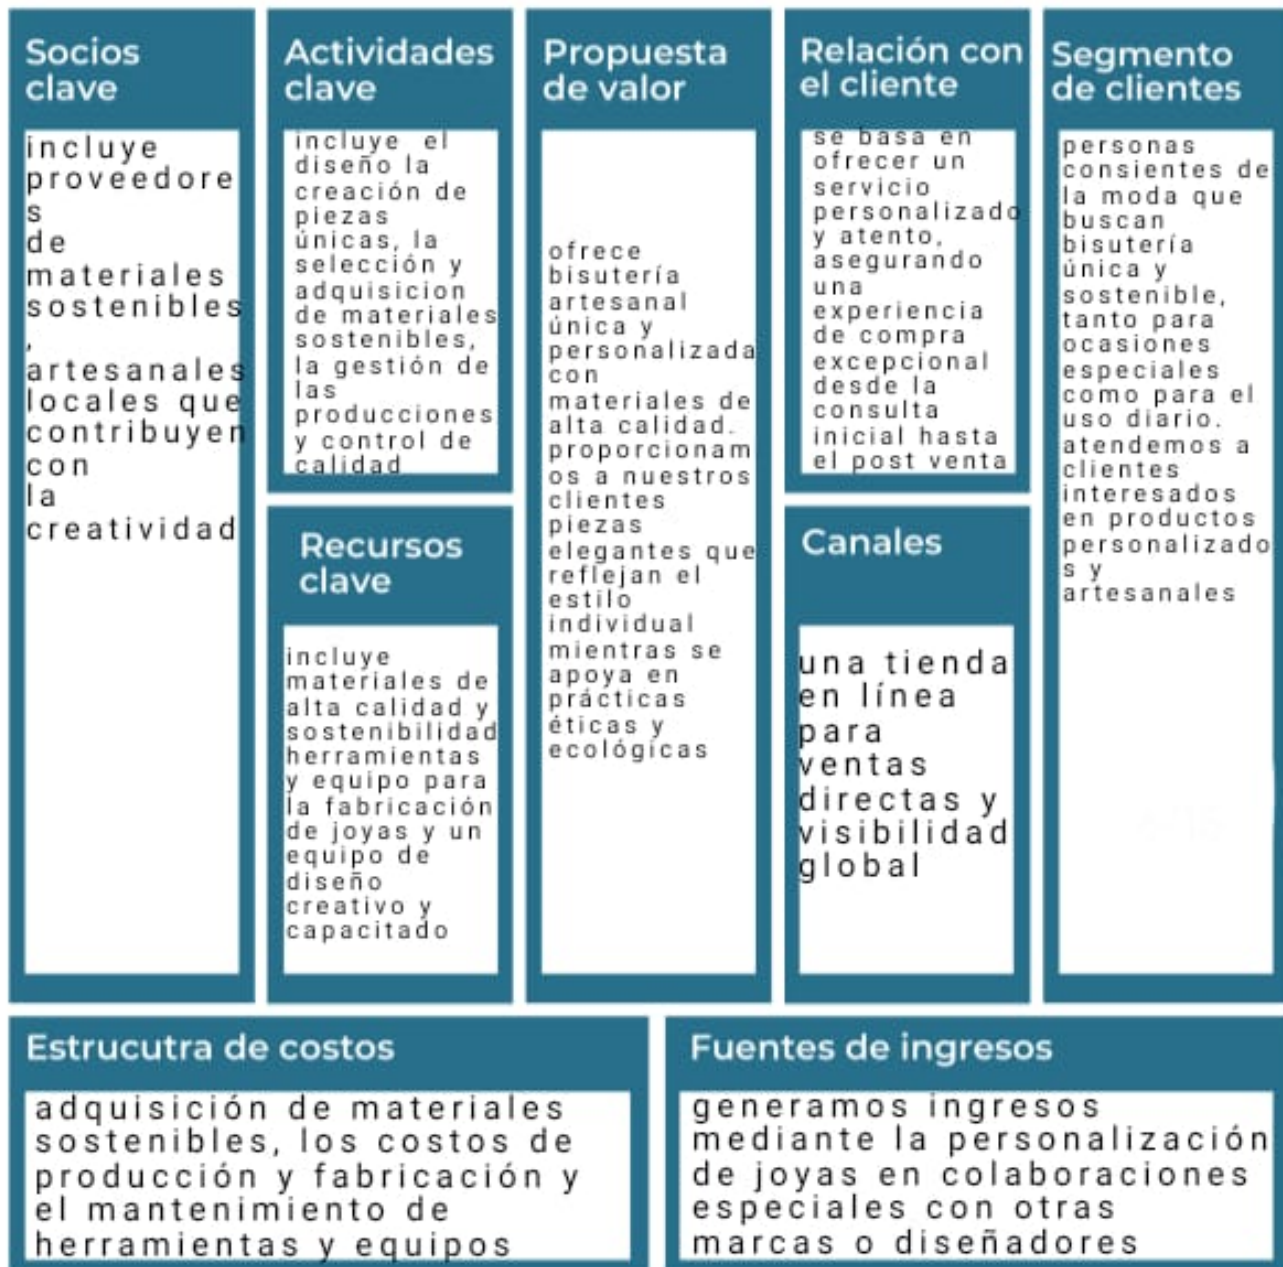 Socios
clave
incluye
proveedore
s
de
materiales
sostenibles
,
artesanales
locales que
contribuyen
con
la
creatividad
Actividades
clave
incluye el
diseño la
creación de
piezas
únicas, la
selección y
adquisicion
de materiales
sostenibles,
la gestión de
las
producciones
y control de
calidad
Recursos
clave
incluye
materiales de
alta calidad y
sostenibilidad
herramientas
y equipo para
la fabricación
de joyas y un
equipo de
diseño
creativo y
capacitado
Propuesta
de valor
ofrece
bisutería
artesanal
única y
personalizada
con
materiales de
alta calidad.
proporcionam
os a nuestros
clientes
piezas
elegantes que
reflejan el
estilo
individual
mientras se
apoya en
prácticas
éticas y
ecológicas
Relación con
el cliente
se basa en
ofrecer un
servicio
personalizado
y atento,
asegurando
una
experiencia
de compra
excepcional
desde la
consulta
inicial hasta
el post venta
Canales
una tienda
en línea
para
ventas
directas y
visibilidad
global
Segmento
de clientes
personas
consientes de
la moda que
buscan
bisutería
única y
sostenible,
tanto para
ocasiones
especiales
como para el
uso diario.
atendemos a
clientes
interesados
en productos
personalizado
s y
artesanales
Estrucutra de costos
adquisición de materiales
sostenibles, los costos de
producción y fabricación y
el mantenimiento de
herramientas y equipos
Fuentes de ingresos
generamos ingresos
mediante la personalización
de joyas en colaboraciones
especiales con otras
marcas o diseñadores